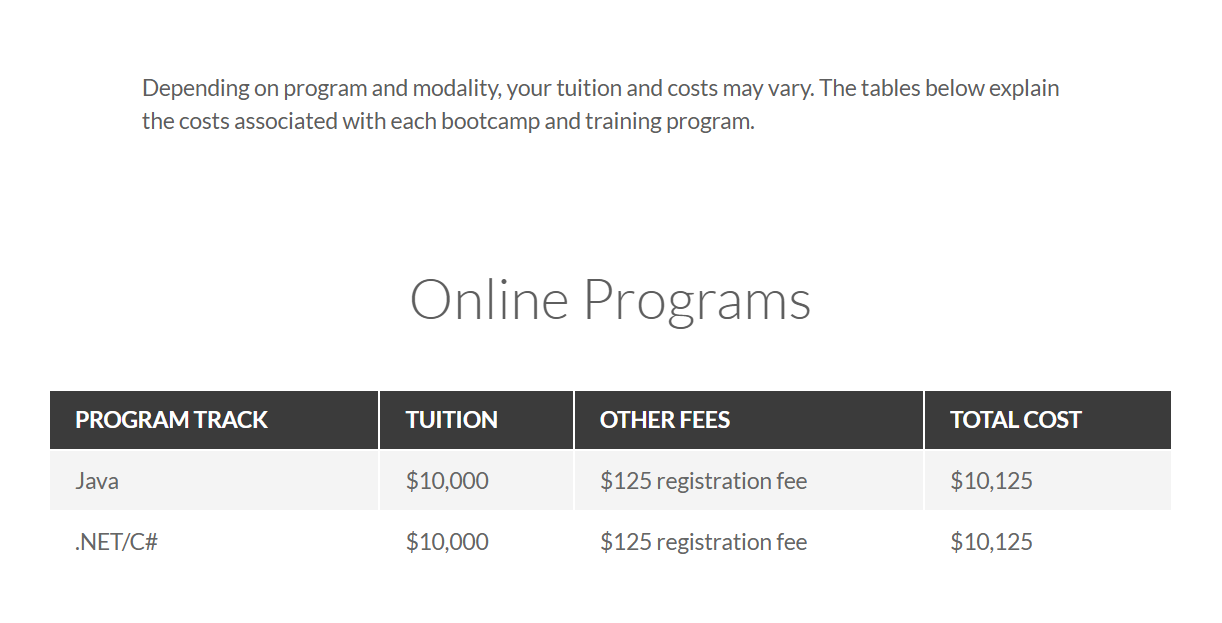 Depending on program and modality, your tuition and costs may vary. The tables below explain
the costs associated with each bootcamp and training program.
Online Programs
PROGRAM TRACK TUITION OTHER FEES TOTAL COST
Java $10,000 $125 registration fee $10,125
.NET/C# $10,000 $125 registration fee $10,125